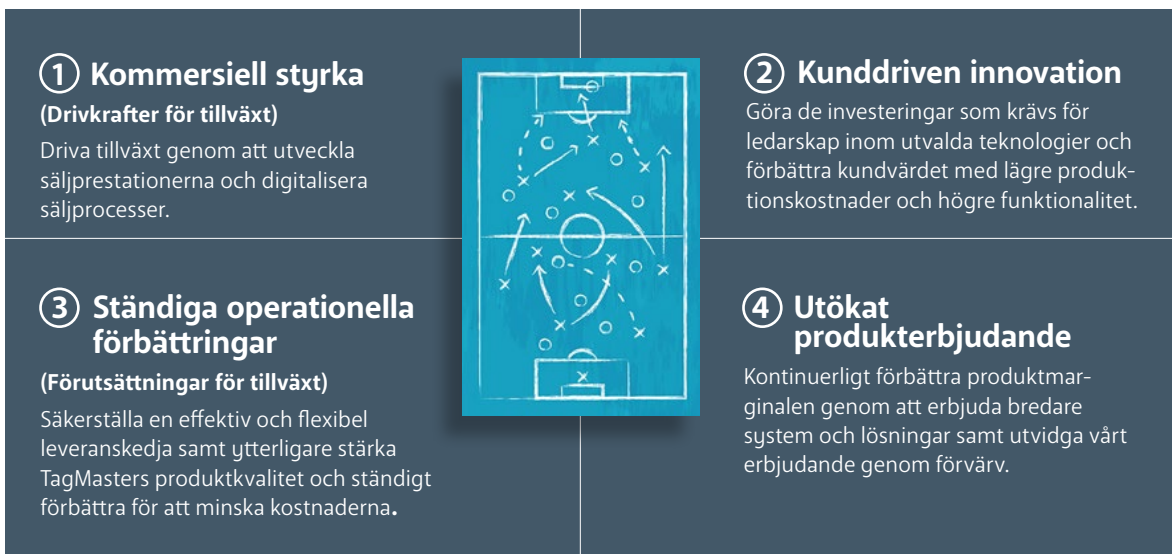 1 Kommersiell styrka
(Drivkrafter för tillväxt)
Driva tillväxt genom att utveckla
säljprestationerna och digitalisera
säljprocesser.
2 Kunddriven innovation
Göra de investeringar som krävs för
ledarskap inom utvalda teknologier och
förbättra kundvärdet med lägre produk-
tionskostnader och högre funktionalitet.
3 Ständiga operationella
förbättringar
(Förutsättningar för tillväxt)
Säkerställa en effektiv och flexibel
leveranskedja samt ytterligare stärka
TagMasters produktkvalitet och ständigt
förbättra för att minska kostnaderna.
4 Utökat
produkterbjudande
Kontinuerligt förbättra produktmar-
ginalen genom att erbjuda bredare
system och lösningar samt utvidga vårt
erbjudande genom förvärv.